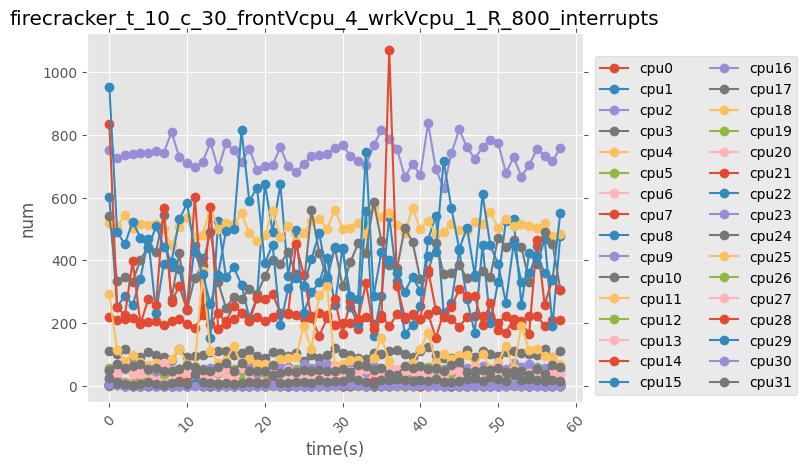 firecracker_t_10_c_30_frontVcpu_4_wrkVcpu_1_R_800_interrupts
1000
800
600
400
200
0
num
0 10 20 30 40 50 60
time(s)
cpu0 cpu16
cpu1 cpu17
cpu2 cpu18
cpu3 cpu19
cpu4 cpu20
cpu5 cpu21
cpu6 cpu22
cpu7 cpu23
cpu8 cpu24
cpu9 cpu25
cpu10 cpu26
cpu11 cpu27
cpu12 cpu28
cpu13 cpu29
cpu14 cpu30
cpu15 cpu31